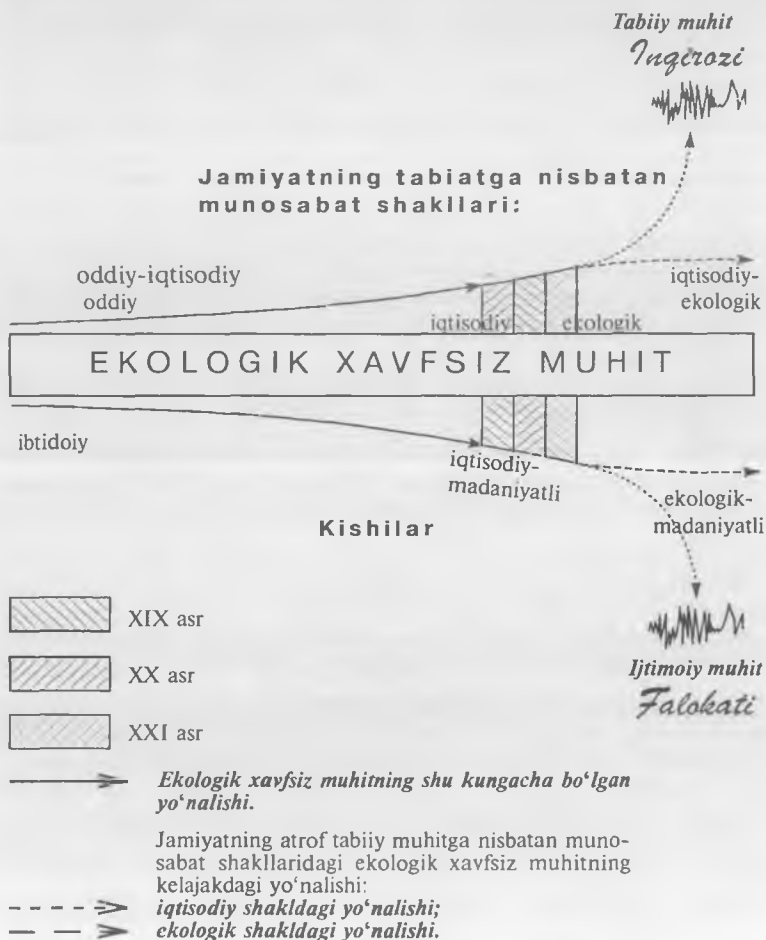 Tabiiy muhit
Inqirozi
Jamiyatning tabiatga nisbatan
munosabat shakllari:
oddiy-iqtisodiy
oddiy
iqtisodiy-
ekologik
iqtisodiy
ekologik
EKOLOGIK XAVFSIZ MUHIT
ibtidoiy
iqtisodiy-
madaniyatli
ekologik-
madaniyatli
Kishilar
XIX asr
XX asr
XXI asr
Ijtimoiy muhit
Falokati
Ekologik xavfsiz muhitning shu kungacha bo‘lgan
yo‘nalishi.
Jamiyatning atrof tabiiy muhitga nisbatan muno-
sabat shakllaridagi ekologik xavfsiz muhitning
kelajakdagi yo‘nalishi:
iqtisodiy shakldagi yo‘nalishi;
ekologik shakldagi yo‘nalishi.